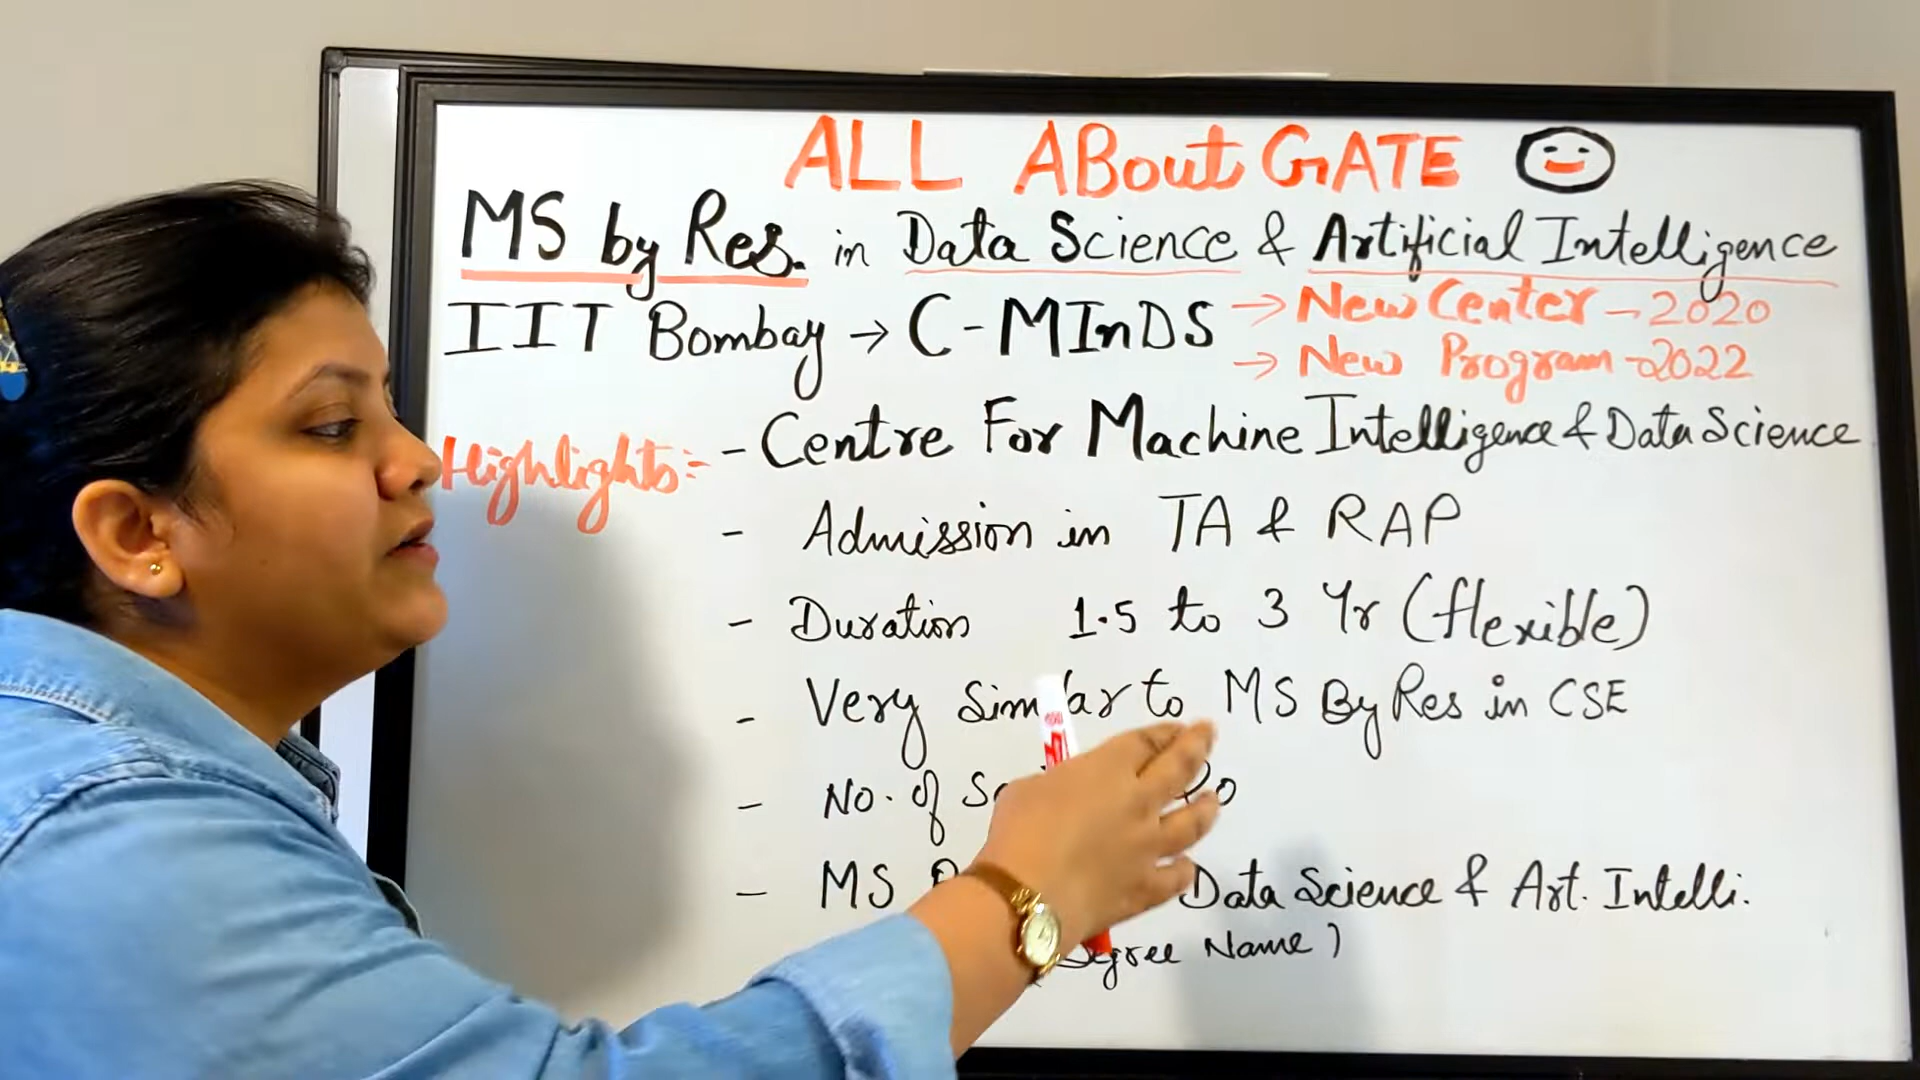 ALL ABout GATE
MS by Res. in Data Science & Artificial Intelligence
IIT Bombay → C-MInDS → New Center - 2020
→ New Program - 2022
Highlights:- - Centre For Machine Intelligence & Data Science
- Admission in TA & RAP
- Duration 1.5 to 3 Yr (flexible)
- Very Similar to MS By Res in CSE
- No. of
- MS Data Science & Art. Intelli.
Degree Name)